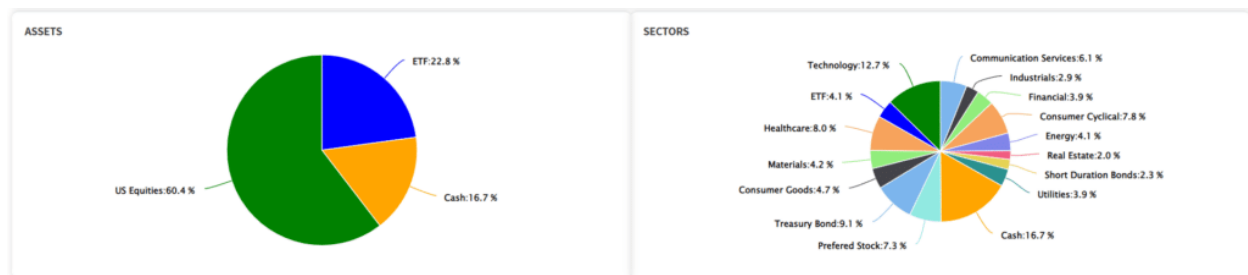 ASSETS
ETF:22.8 %
US Equities:60.4 %
Cash:16.7 %
SECTORS
Communication Services:6.1 %
Technology:12.7 %
Industrials:2.9 %
ETF:4.1 %
Financial:3.9 %
Consumer Cyclical:7.8 %
Healthcare:8.0 %
Energy:4.1 %
Real Estate:2.0 %
Materials:4.2 %
Short Duration Bonds:2.3 %
Consumer Goods:4.7 %
Utilities:3.9 %
Treasury Bond:9.1 %
Cash:16.7 %
Prefered Stock:7.3 %